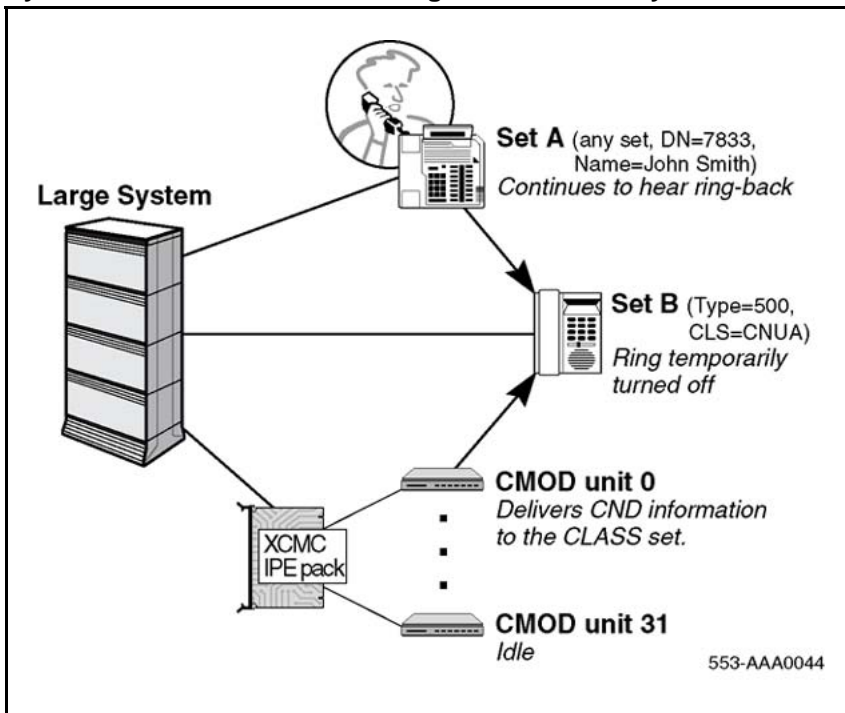 Large System
Set A (any set, DN=7833,
Name=John Smith)
Continues to hear ring-back
Set B (Type=500,
CLS=CNUA)
Ring temporarily
turned off
XCMC
IPE pack
CMOD unit 0
Delivers CND information
to the CLASS set.
CMOD unit 31
Idle
553-AAA0044